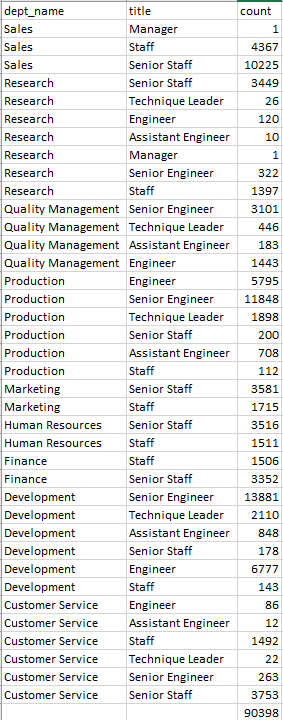 dept_name title count
Sales Manager 1
Sales Staff 4367
Sales Senior Staff 10225
Research Senior Staff 3449
Research Technique Leader 26
Research Engineer 120
Research Assistant Engineer 10
Research Manager 1
Research Senior Engineer 322
Research Staff 1397
Quality Management Senior Engineer 3101
Quality Management Technique Leader 446
Quality Management Assistant Engineer 183
Quality Management Engineer 1443
Production Engineer 5795
Production Senior Engineer 11848
Production Technique Leader 1898
Production Senior Staff 200
Production Assistant Engineer 708
Production Staff 112
Marketing Senior Staff 3581
Marketing Staff 1715
Human Resources Senior Staff 3516
Human Resources Staff 1511
Finance Staff 1506
Finance Senior Staff 3352
Development Senior Engineer 13881
Development Technique Leader 2110
Development Assistant Engineer 848
Development Senior Staff 178
Development Engineer 6777
Development Staff 143
Customer Service Engineer 86
Customer Service Assistant Engineer 12
Customer Service Staff 1492
Customer Service Technique Leader 22
Customer Service Senior Engineer 263
Customer Service Senior Staff 3753
90398